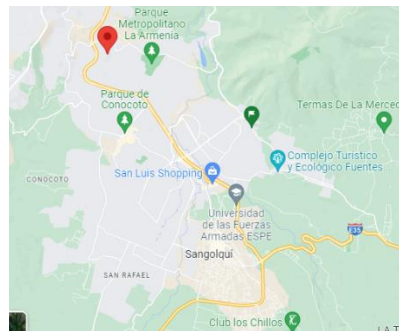 Parque
Metropolitano
La Armenia
Parque de
Conocoto
Termas De La Merced
Complejo Turístico
y Ecológico Fuentes
San Luis Shopping
CONOCOTO
Universidad
de las Fuerzas
Armadas ESPE
E35
Sangolquí
SAN RAFAEL
Club los Chillos
LA T